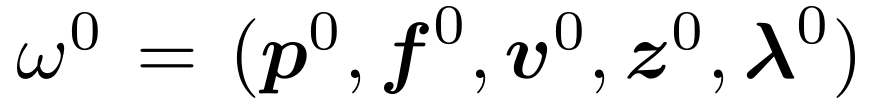 ω⁰ = (𝒑⁰, 𝒇⁰, 𝒗⁰, 𝒛⁰, 𝝀⁰)